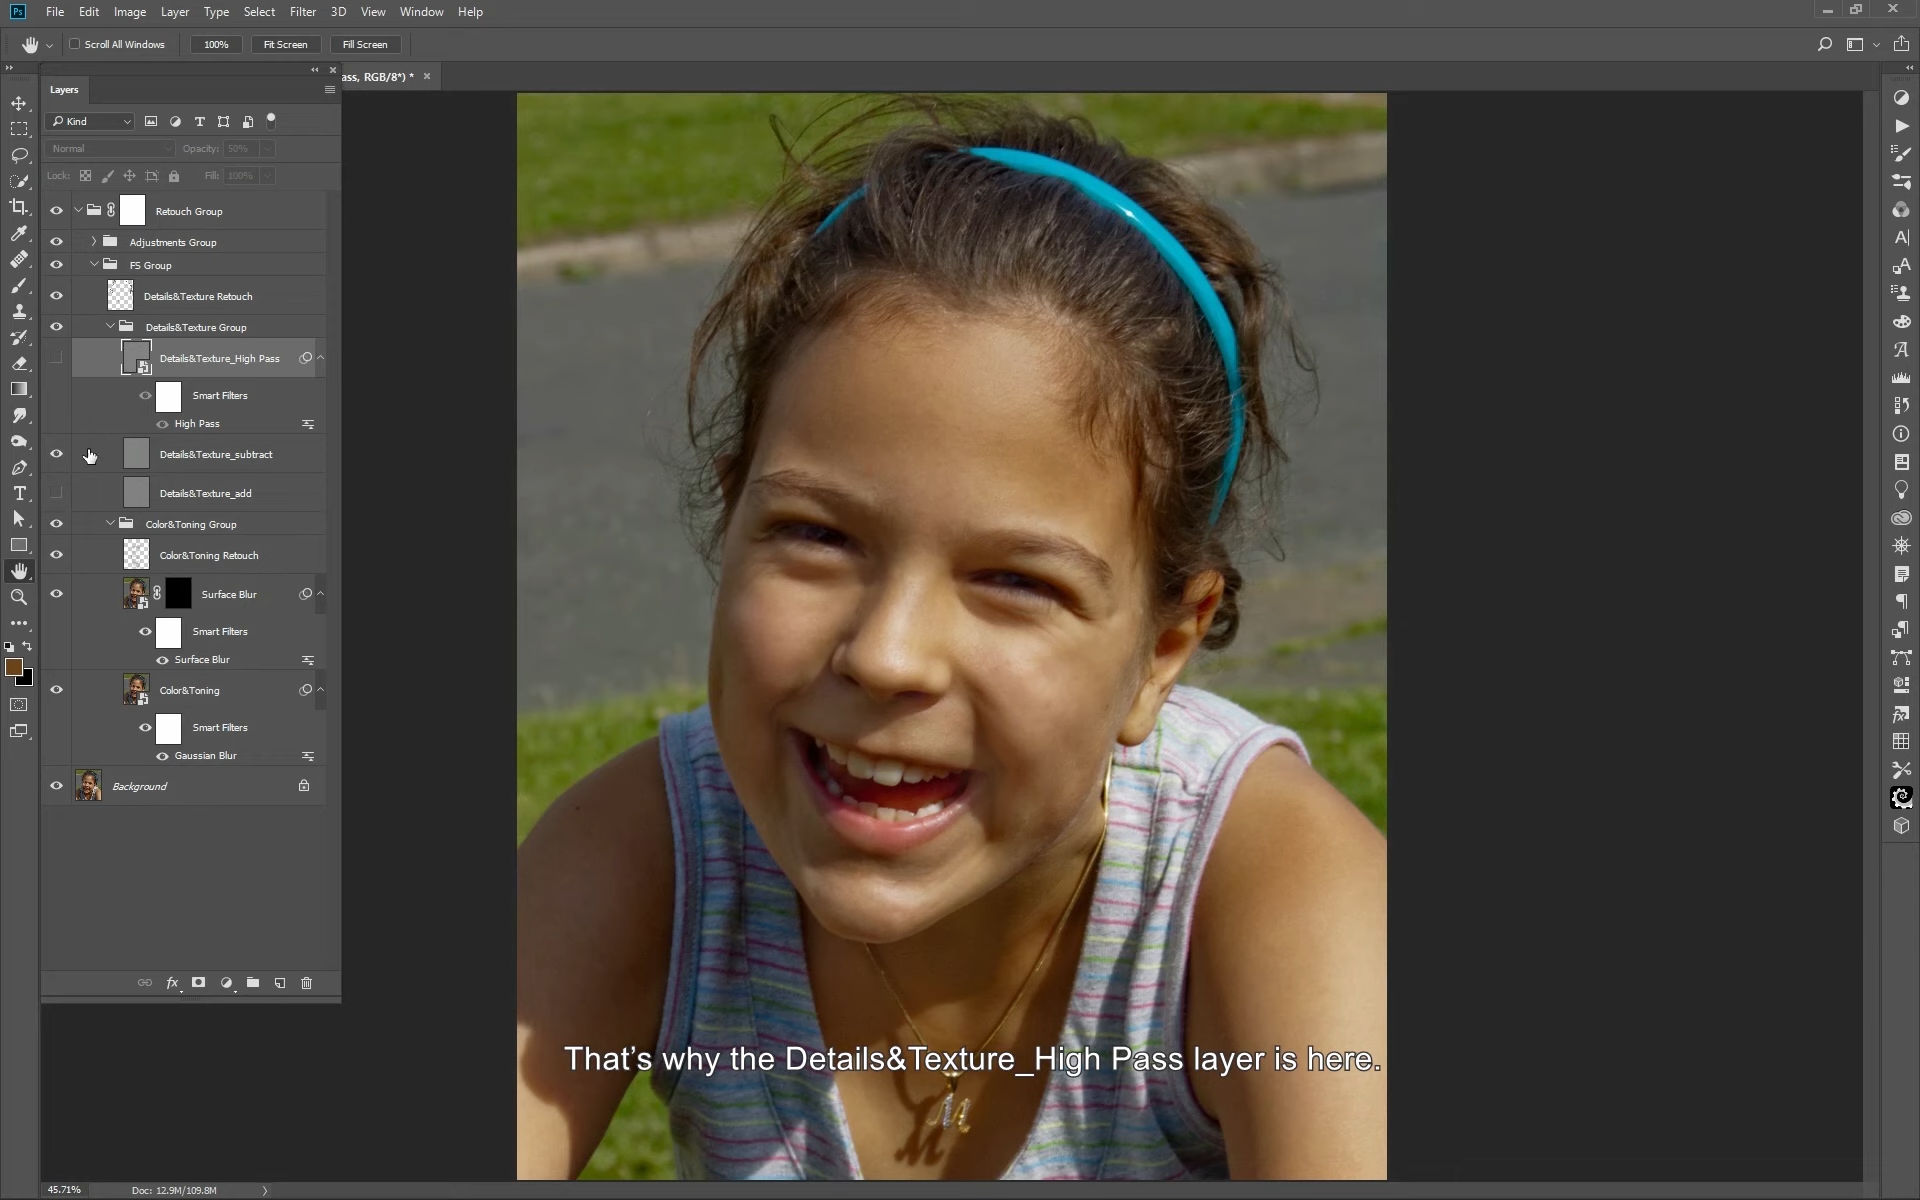 Ps File Edit Image Layer Type Select Filter 3D View Window Help
Scroll All Windows 100% Fit Screen Fill Screen
ass, RGB/8*) * ×
Layers
Kind
Normal Opacity: 50%
Lock: Fill: 100%
Retouch Group
Adjustments Group
FS Group
Details&Texture Retouch
Details&Texture Group
Details&Texture_High Pass
Smart Filters
High Pass
Details&Texture_subtract
Details&Texture_add
Color&Toning Group
Color&Toning Retouch
Surface Blur
Smart Filters
Surface Blur
Color&Toning
Smart Filters
Gaussian Blur
Background
fx
That’s why the Details&Texture_High Pass layer is here.
M
45.71% Doc: 12.9M/109.8M